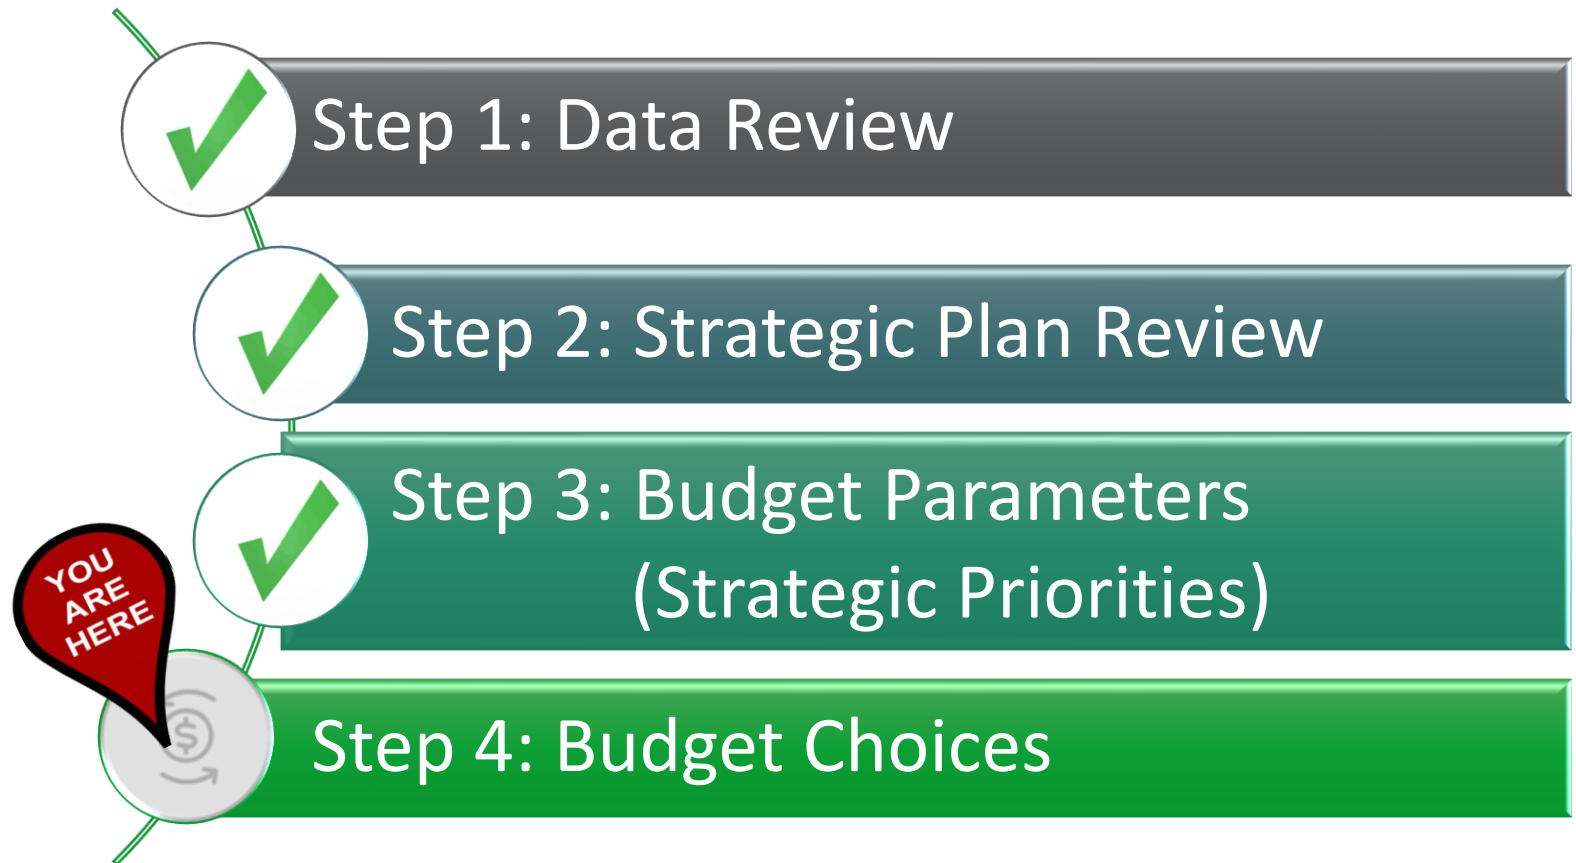 Step 1: Data Review
Step 2: Strategic Plan Review
Step 3: Budget Parameters
(Strategic Priorities)
YOU
ARE
HERE
$
Step 4: Budget Choices